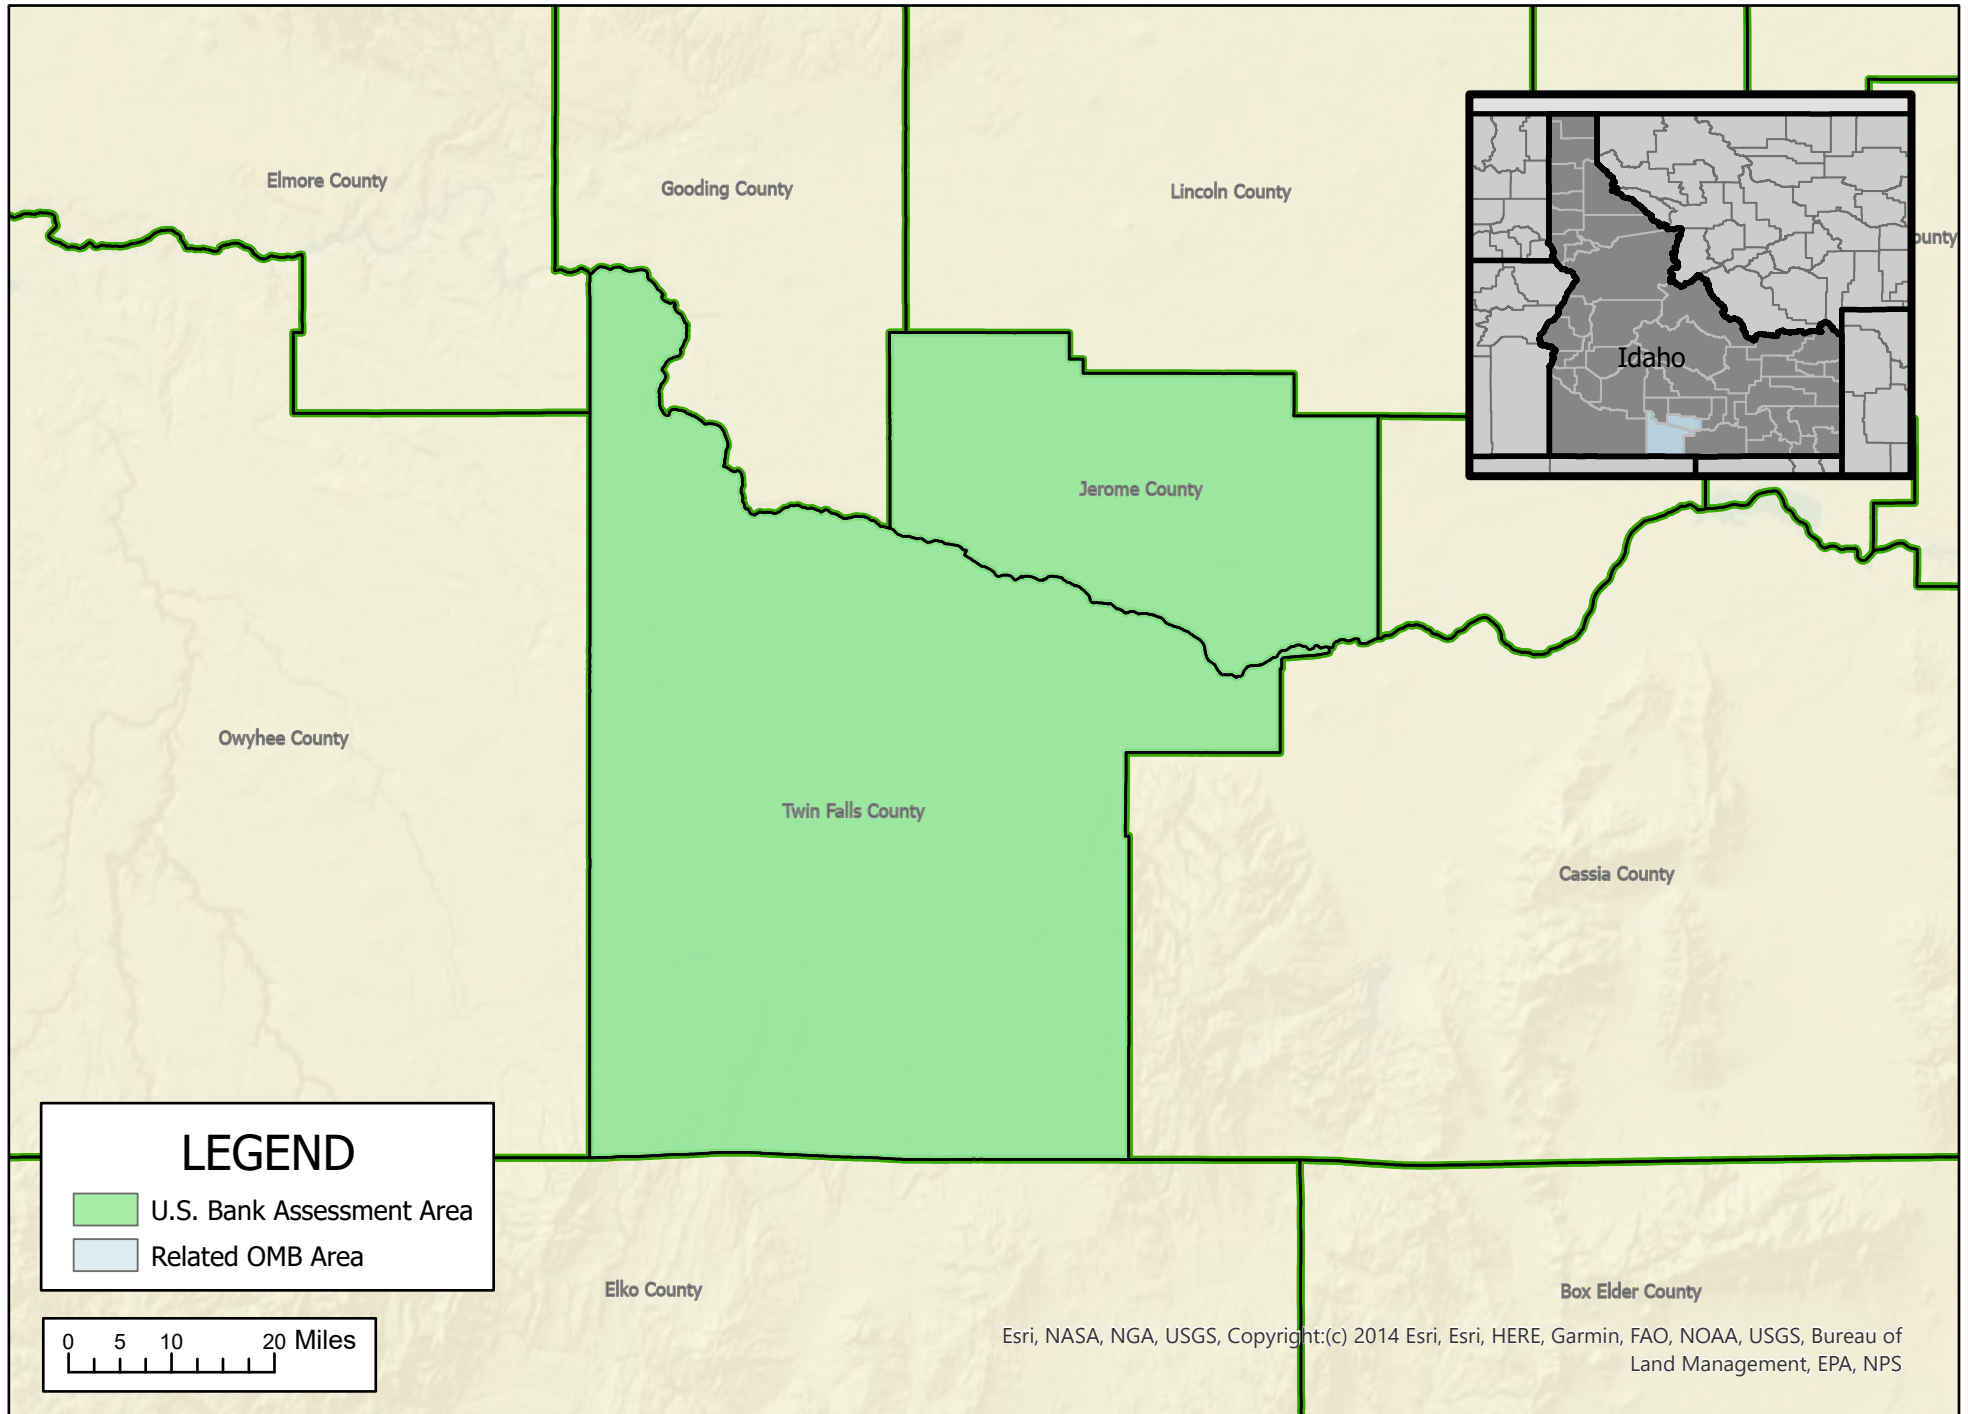 Elmore County
Gooding County
Lincoln County
ounty
Idaho
Jerome County
Owyhee County
Twin Falls County
Cassia County
LEGEND
U.S. Bank Assessment Area
Related OMB Area
Elko County
Box Elder County
0 5 10 20 Miles
Esri, NASA, NGA, USGS, Copyright:(c) 2014 Esri, Esri, HERE, Garmin, FAO, NOAA, USGS, Bureau of
Land Management, EPA, NPS